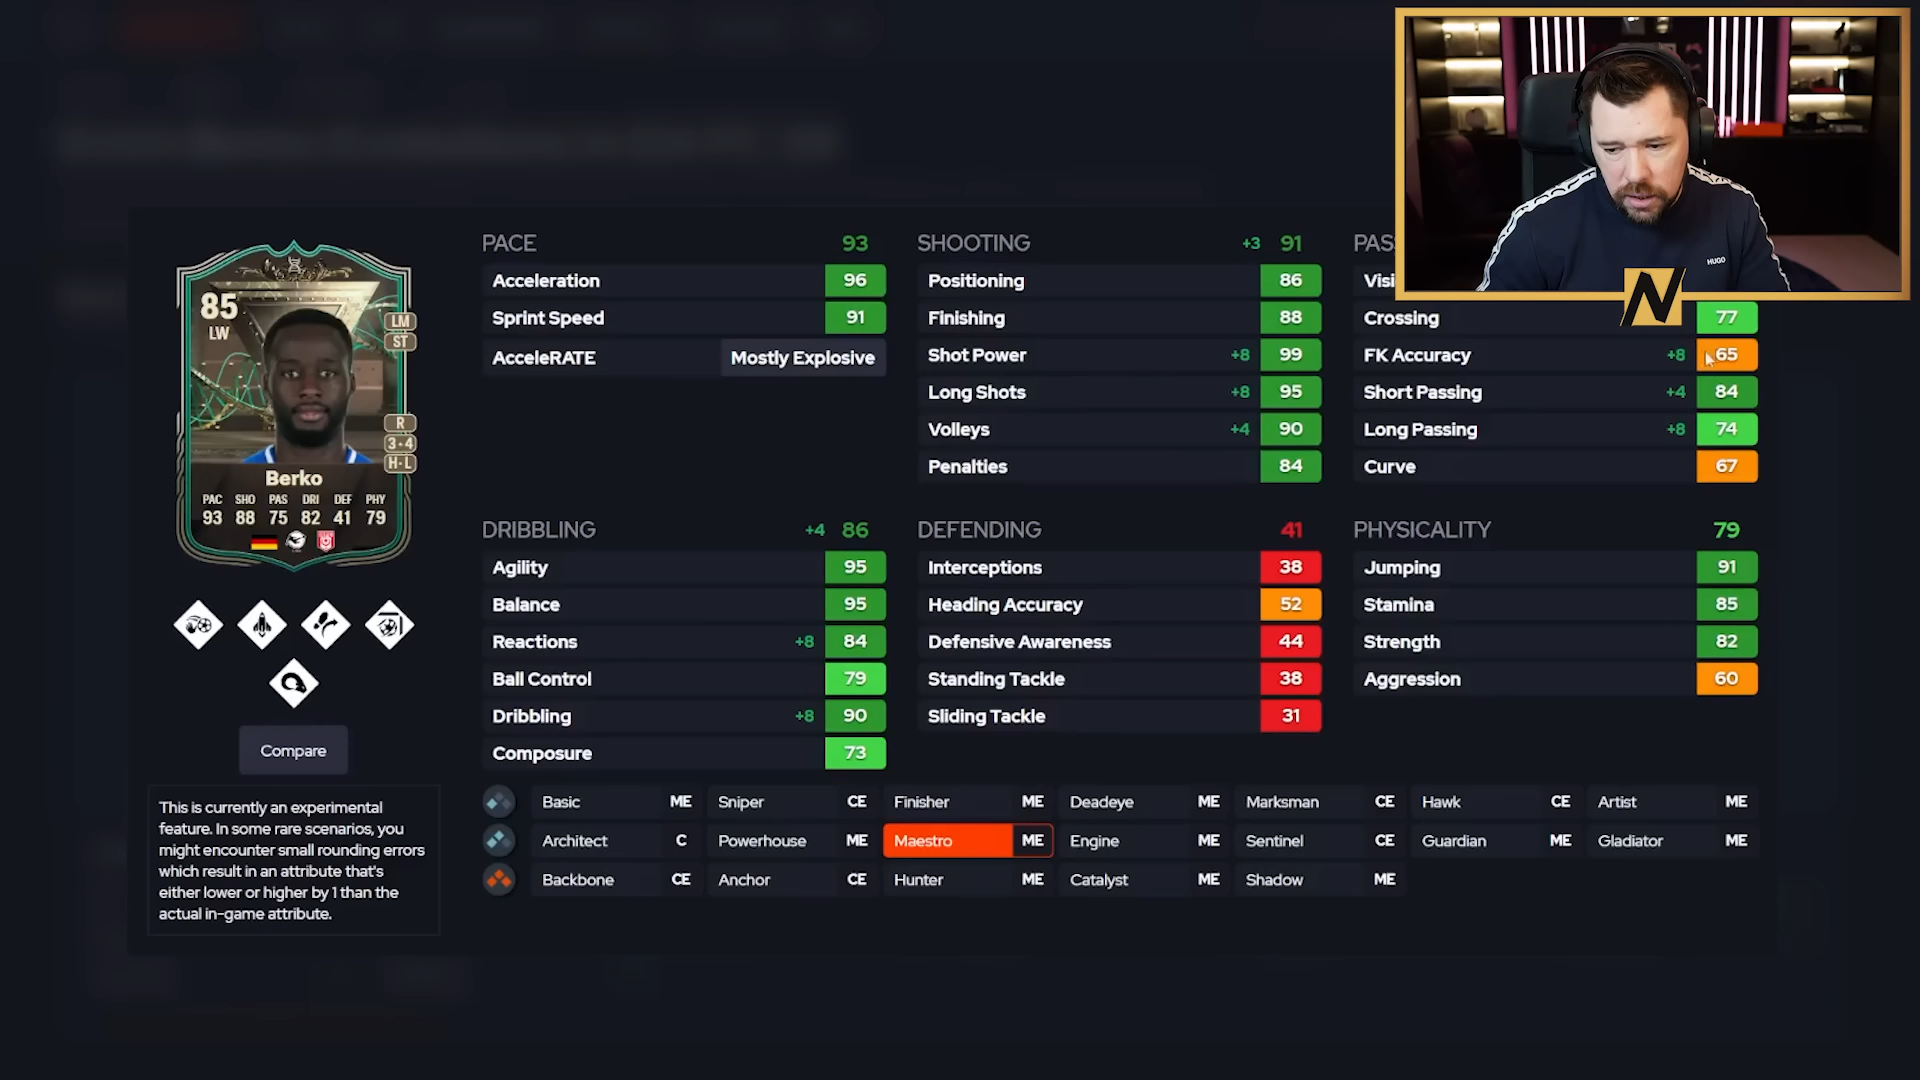 85
LW
LM
ST
R
3·4
H·L
Berko
PAC SHO PAS DRI DEF PHY
93 88 75 82 41 79
Compare
This is currently an experimental
feature. In some rare scenarios, you
might encounter small rounding errors
which result in an attribute that's
either lower or higher by 1 than the
actual in-game attribute.
PACE 93
Acceleration 96
Sprint Speed 91
AcceleRATE Mostly Explosive
SHOOTING +3 91
Positioning 86
Finishing 88
Shot Power +8 99
Long Shots +8 95
Volleys +4 90
Penalties 84
PAS
Visi
Crossing 77
FK Accuracy +8 65
Short Passing +4 84
Long Passing +8 74
Curve 67
DRIBBLING +4 86
Agility 95
Balance 95
Reactions +8 84
Ball Control 79
Dribbling +8 90
Composure 73
DEFENDING 41
Interceptions 38
Heading Accuracy 52
Defensive Awareness 44
Standing Tackle 38
Sliding Tackle 31
PHYSICALITY 79
Jumping 91
Stamina 85
Strength 82
Aggression 60
Basic ME Sniper CE Finisher ME Deadeye ME Marksman CE Hawk CE Artist ME
Architect C Powerhouse ME Maestro ME Engine ME Sentinel CE Guardian ME Gladiator ME
Backbone CE Anchor CE Hunter ME Catalyst ME Shadow ME
HUGO
N